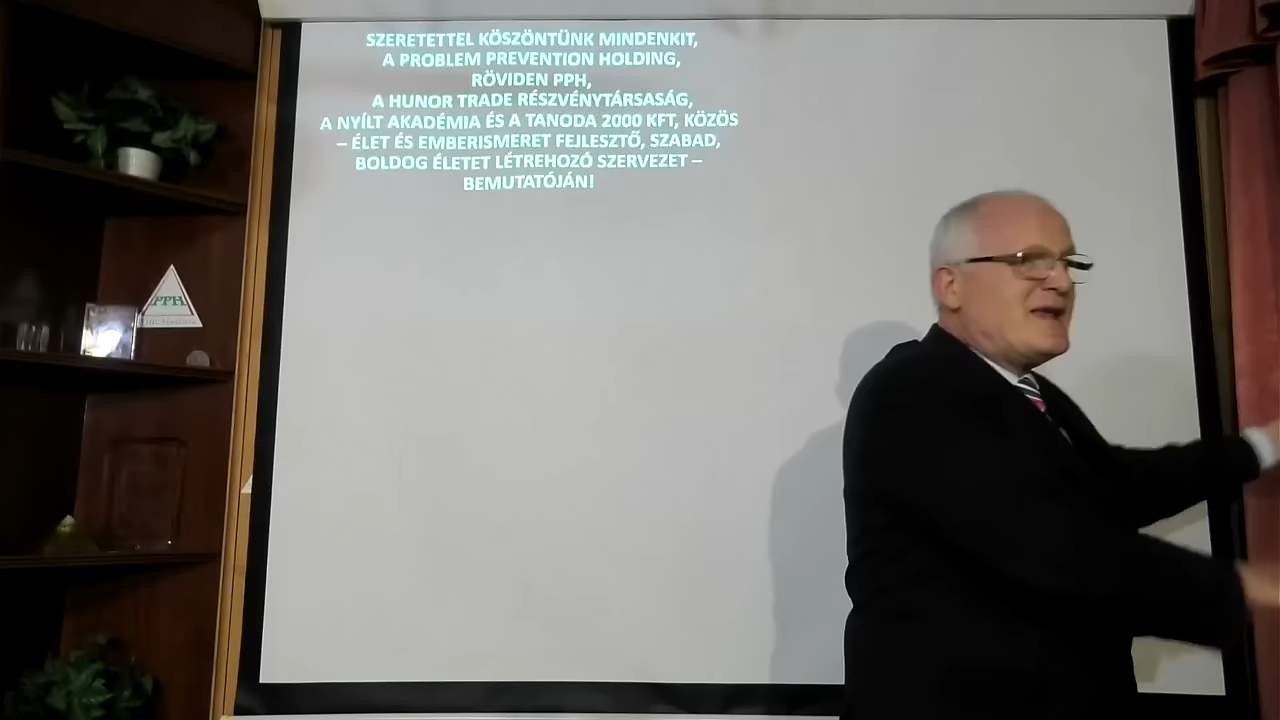 SZERETETTEL KÖSZÖNTÜNK MINDENKIT,
A PROBLEM PREVENTION HOLDING,
RÖVIDEN PPH,
A HUNOR TRADE RÉSZVÉNYTÁRSASÁG,
A NYÍLT AKADÉMIA ÉS A TANODA 2000 KFT, KÖZÖS
– ÉLET ÉS EMBERISMERET FEJLESZTŐ, SZABAD,
BOLDOG ÉLETET LÉTREHOZÓ SZERVEZET –
BEMUTATÓJÁN!
PPH